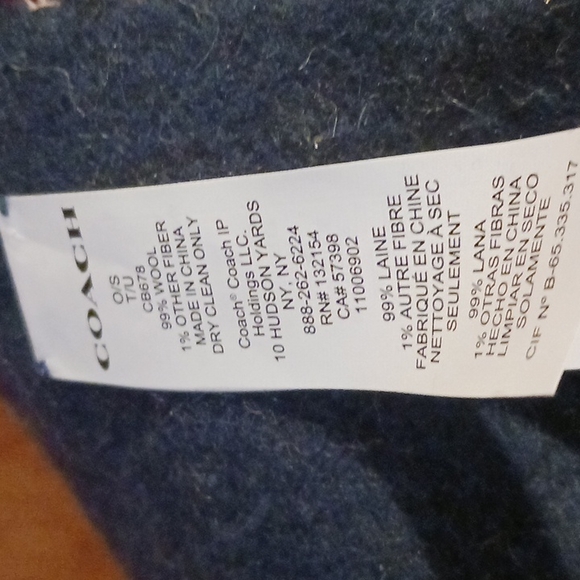 COACH
O/S
T/U
CB678
99% WOOL
1% OTHER FIBER
MADE IN CHINA
DRY CLEAN ONLY
Coach® Coach IP
Holdings LLC.
10 HUDSON YARDS
NY, NY
888-262-6224
RN# 132154
CA# 57398
11006902
99% LAINE
1% AUTRE FIBRE
FABRIQUÉ EN CHINE
NETTOYAGE À SEC
SEULEMENT
99% LANA
1% OTRAS FIBRAS
HECHO EN CHINA
LIMPIAR EN SECO
SOLAMENTE
CIF Nº B-65.335.317